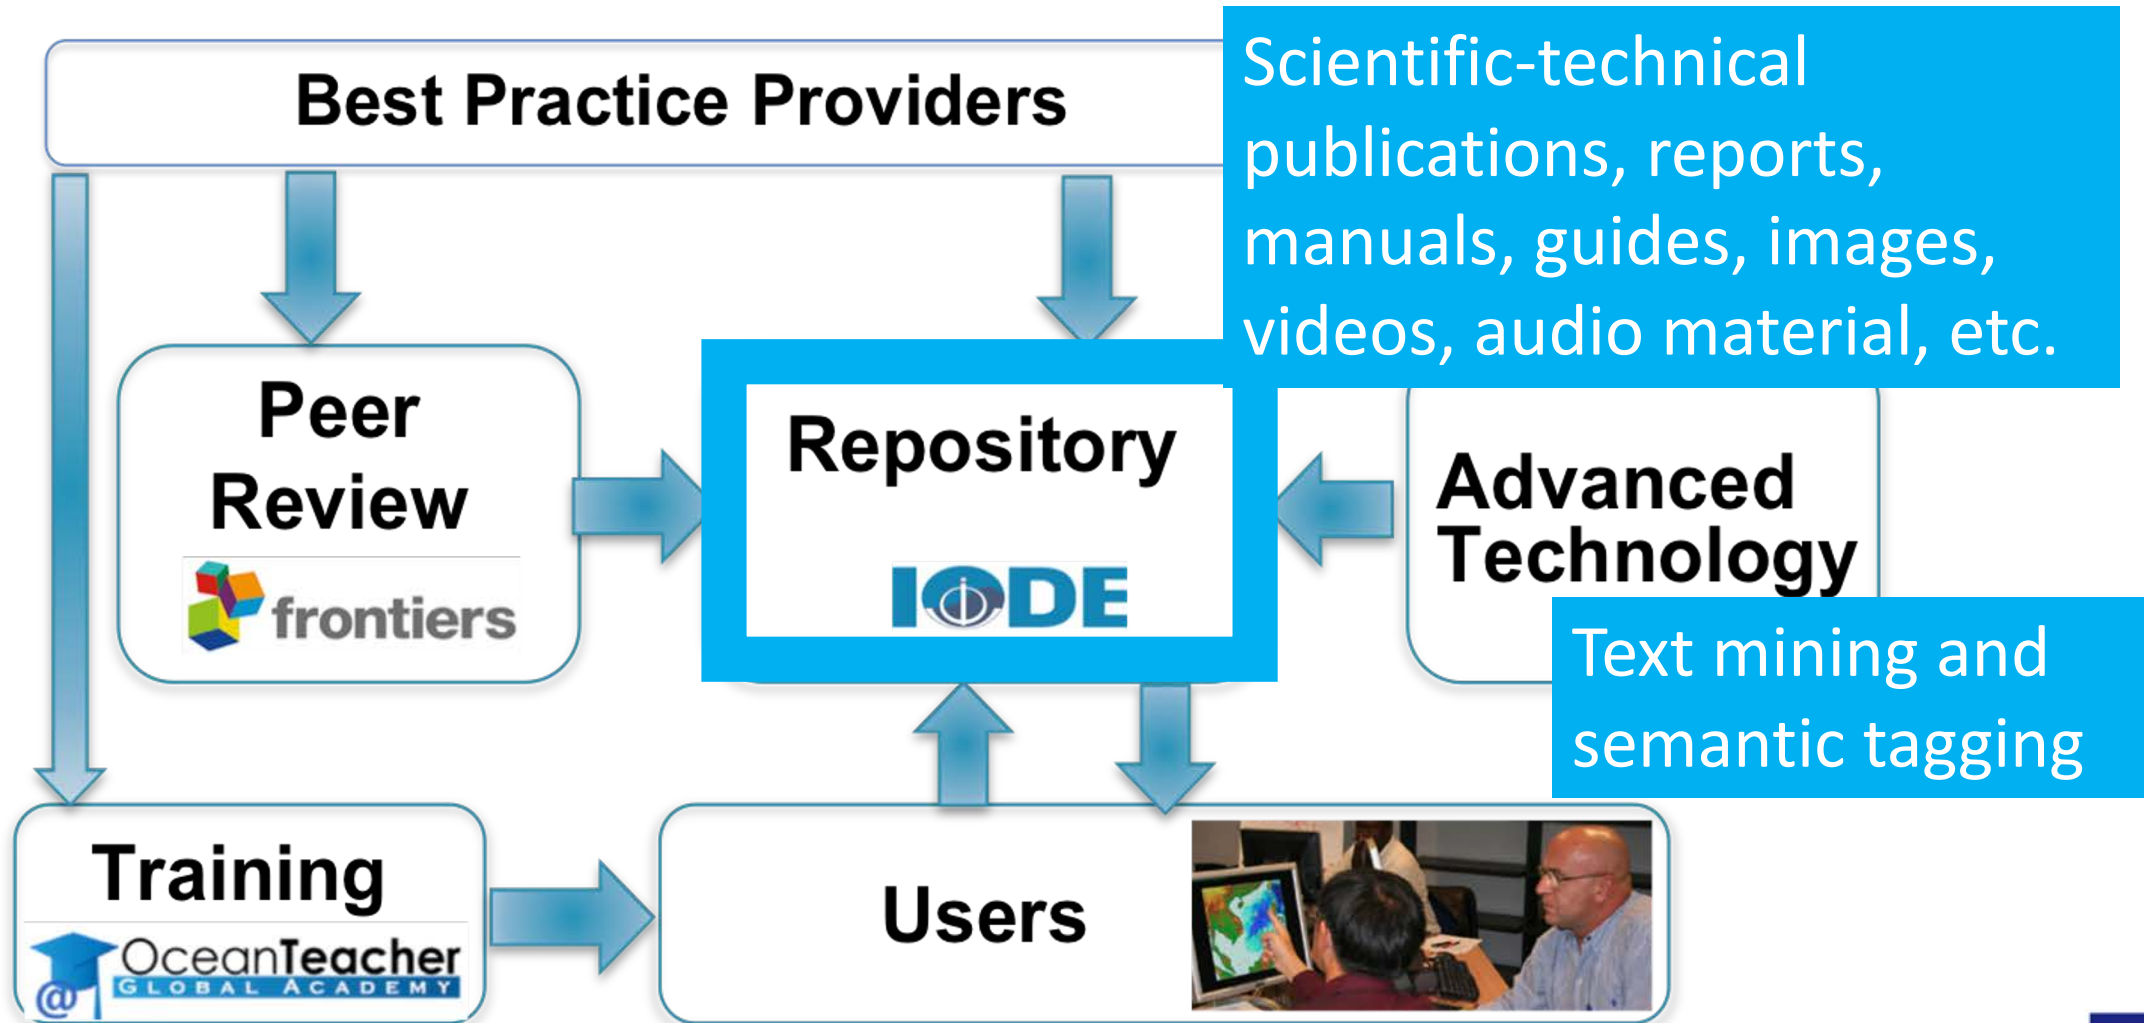 Best Practice Providers
Scientific-technical
publications, reports,
manuals, guides, images,
videos, audio material, etc.
Peer
Review
frontiers
Repository
IODE
Advanced
Technology
Text mining and
semantic tagging
Training
OceanTeacher
GLOBAL ACADEMY
@
Users